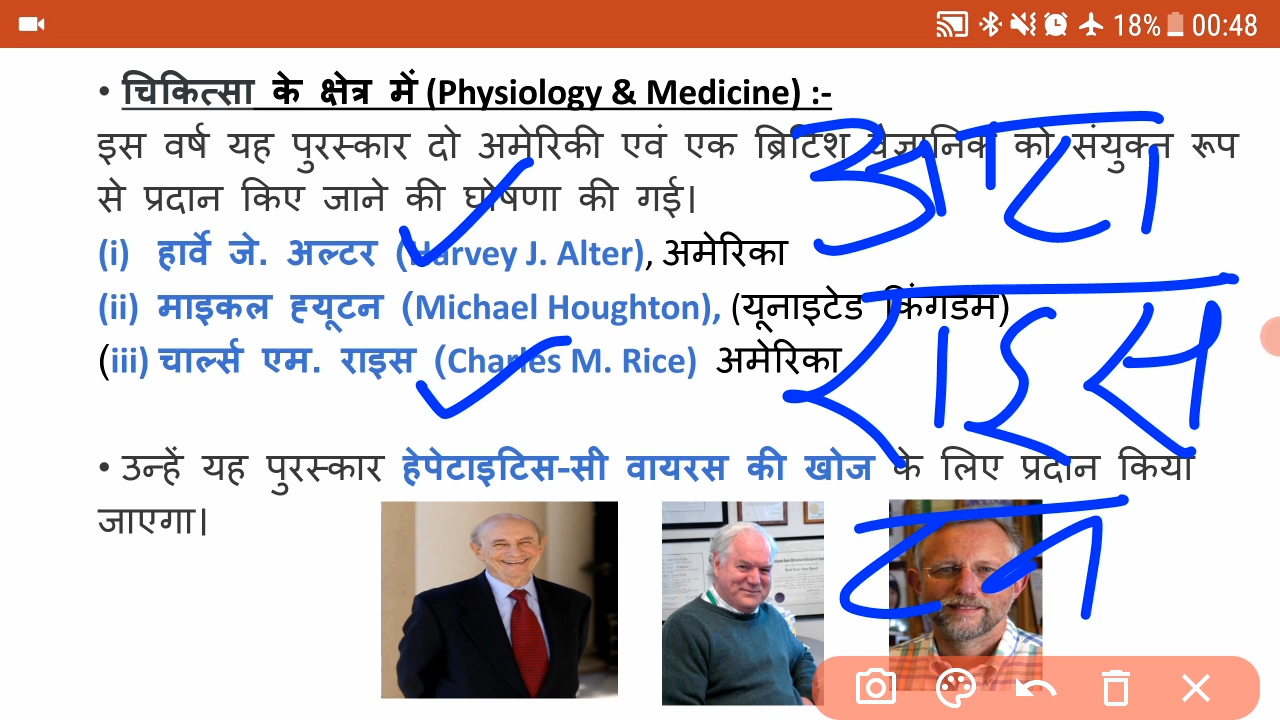 18% 00:48
• चिकित्सा के क्षेत्र में (Physiology & Medicine) :-
इस वर्ष यह पुरस्कार दो अमेरिकी एवं एक ब्रिटिश वैज्ञानिक को संयुक्त रूप
से प्रदान किए जाने की घोषणा की गई।
(i) हार्वे जे. अल्टर (Harvey J. Alter), अमेरिका
(ii) माइकल ह्यूटन (Michael Houghton), (यूनाइटेड किंगडम)
(iii) चार्ल्स एम. राइस (Charles M. Rice) अमेरिका
राइस
टन
• उन्हें यह पुरस्कार हेपेटाइटिस-सी वायरस की खोज के लिए प्रदान किया
जाएगा।